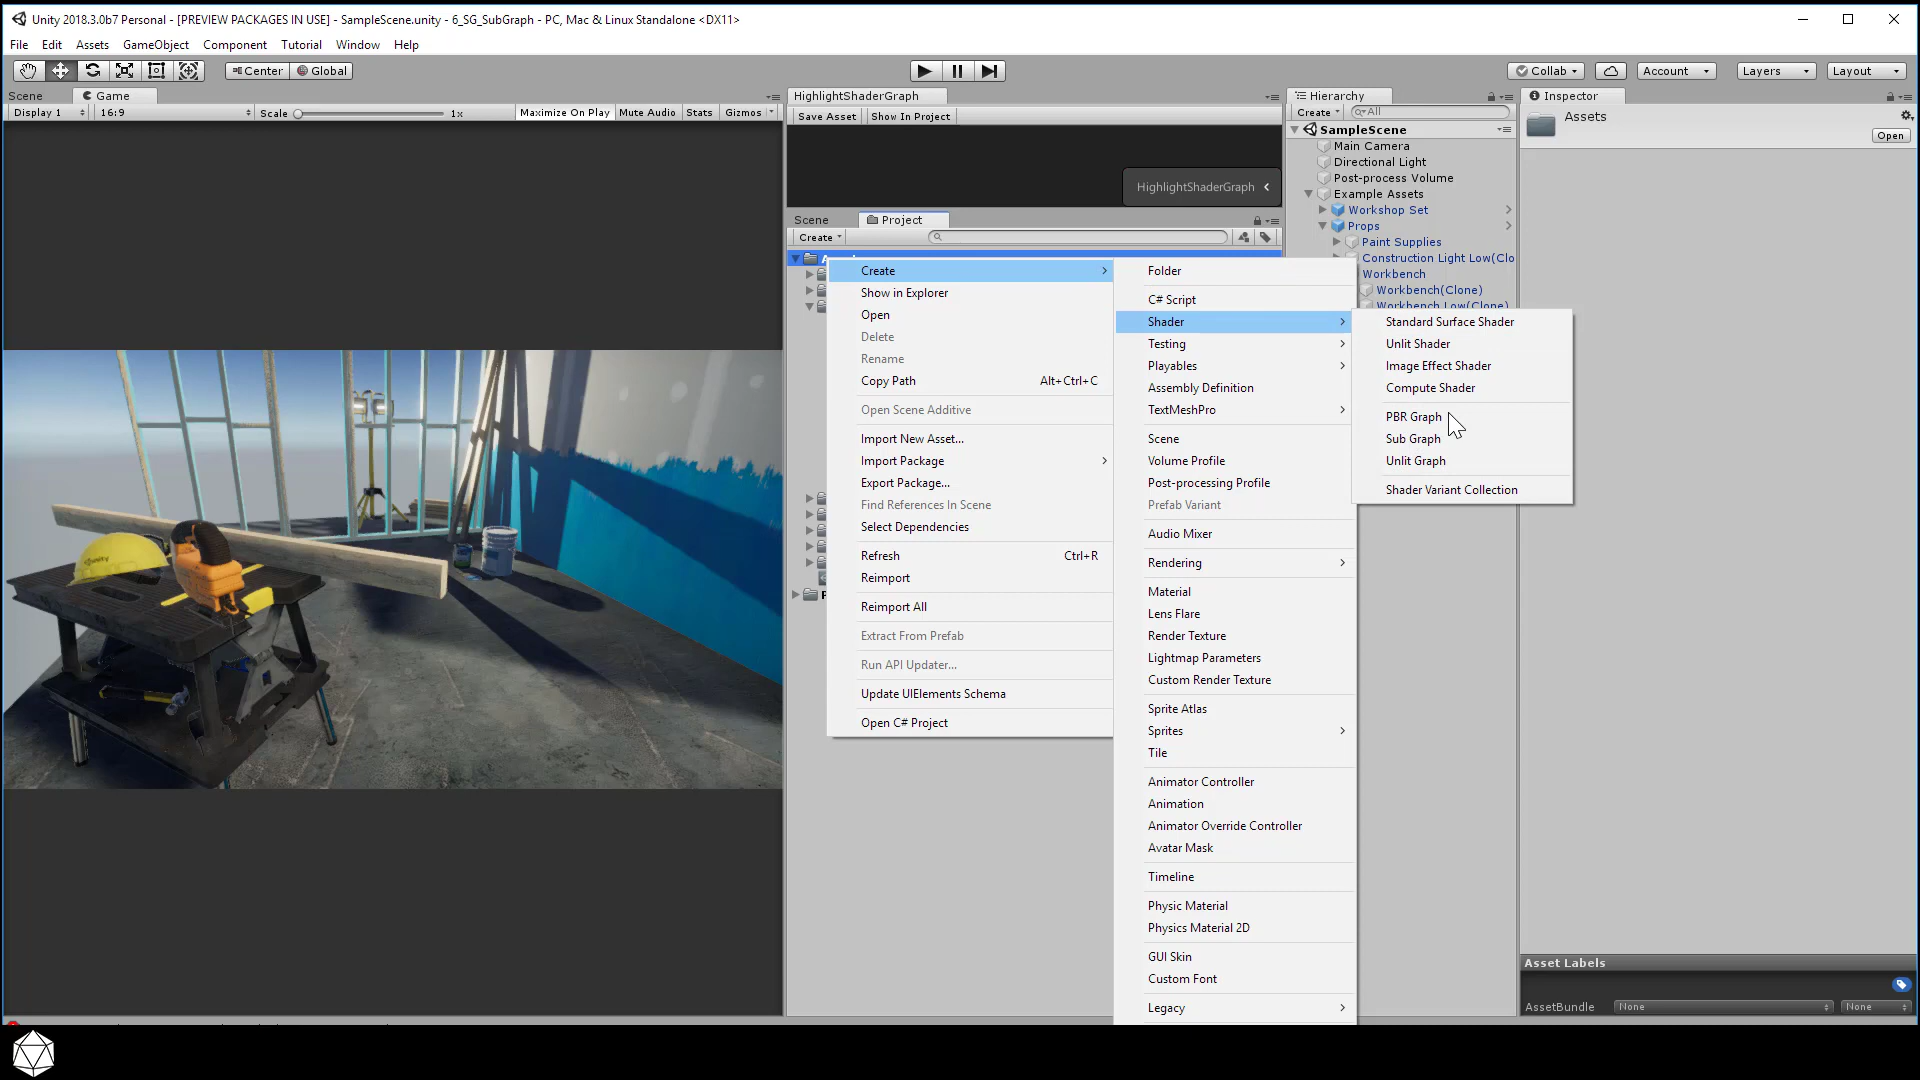 Unity 2018.3.0b7 Personal - [PREVIEW PACKAGES IN USE] - SampleScene.unity - 6_SG_SubGraph - PC, Mac & Linux Standalone <DX11>
File Edit Assets GameObject Component Tutorial Window Help
Center Global Collab Account Layers Layout
Scene Game
Display 1 16:9 Scale 1x Maximize On Play Mute Audio Stats Gizmos
HighlightShaderGraph
Save Asset Show In Project
HighlightShaderGraph
Scene Project
Create
Create
Show in Explorer
Open
Delete
Rename
Copy Path Alt+Ctrl+C
Open Scene Additive
Import New Asset...
Import Package
Export Package...
Find References In Scene
Select Dependencies
Refresh Ctrl+R
Reimport
Reimport All
Extract From Prefab
Run API Updater...
Update UIElements Schema
Open C# Project
Folder
C# Script
Shader
Testing
Playables
Assembly Definition
TextMeshPro
Scene
Volume Profile
Post-processing Profile
Prefab Variant
Audio Mixer
Rendering
Material
Lens Flare
Render Texture
Lightmap Parameters
Custom Render Texture
Sprite Atlas
Sprites
Tile
Animator Controller
Animation
Animator Override Controller
Avatar Mask
Timeline
Physic Material
Physics Material 2D
GUI Skin
Custom Font
Legacy
Standard Surface Shader
Unlit Shader
Image Effect Shader
Compute Shader
PBR Graph
Sub Graph
Unlit Graph
Shader Variant Collection
Hierarchy
Create All
SampleScene
Main Camera
Directional Light
Post-process Volume
Example Assets
Workshop Set
Props
Paint Supplies
Construction Light Low(Clo
Workbench
Workbench(Clone)
Workbench Low(Clone)
Inspector
Assets
Open
Asset Labels
AssetBundle None None